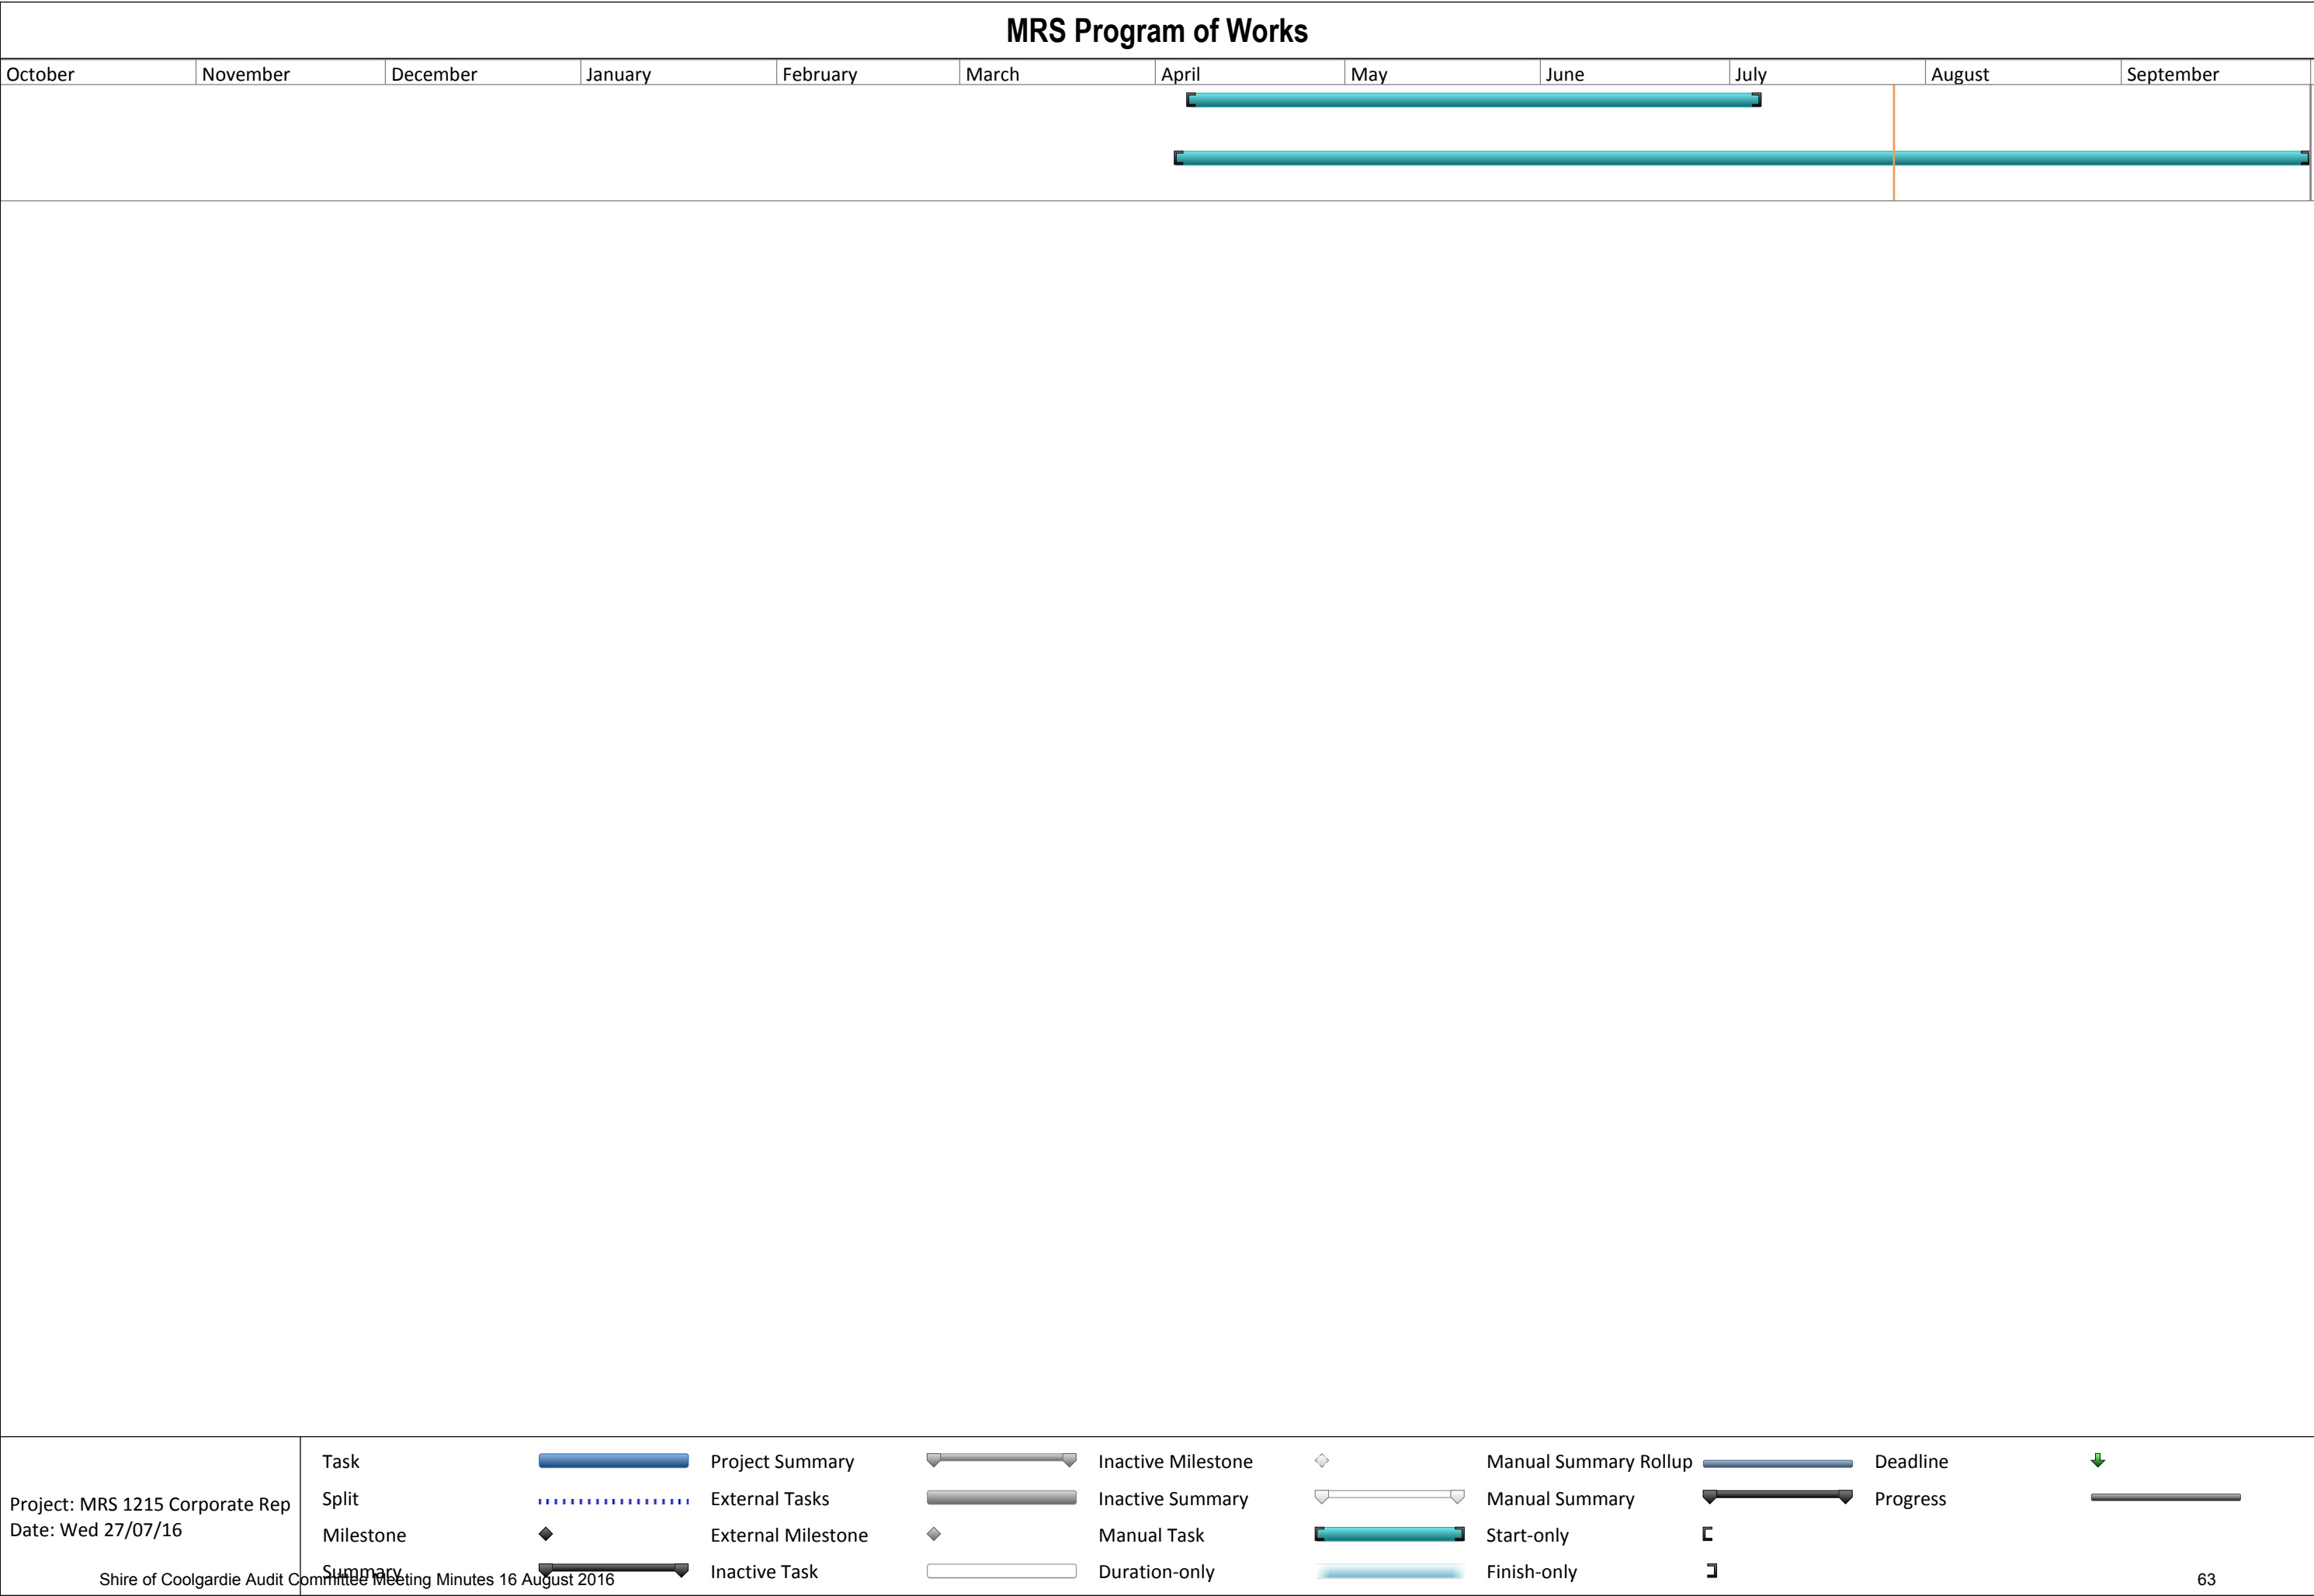 MRS Program of Works
October November December January February March April May June July August September
Task Project Summary Inactive Milestone Manual Summary Rollup Deadline
Project: MRS 1215 Corporate Rep
Split External Tasks Inactive Summary Manual Summary Progress
Date: Wed 27/07/16
Milestone External Milestone Manual Task Start-only
Summary Inactive Task Duration-only Finish-only
Shire of Coolgardie Audit Committee Meeting Minutes 16 August 2016
63